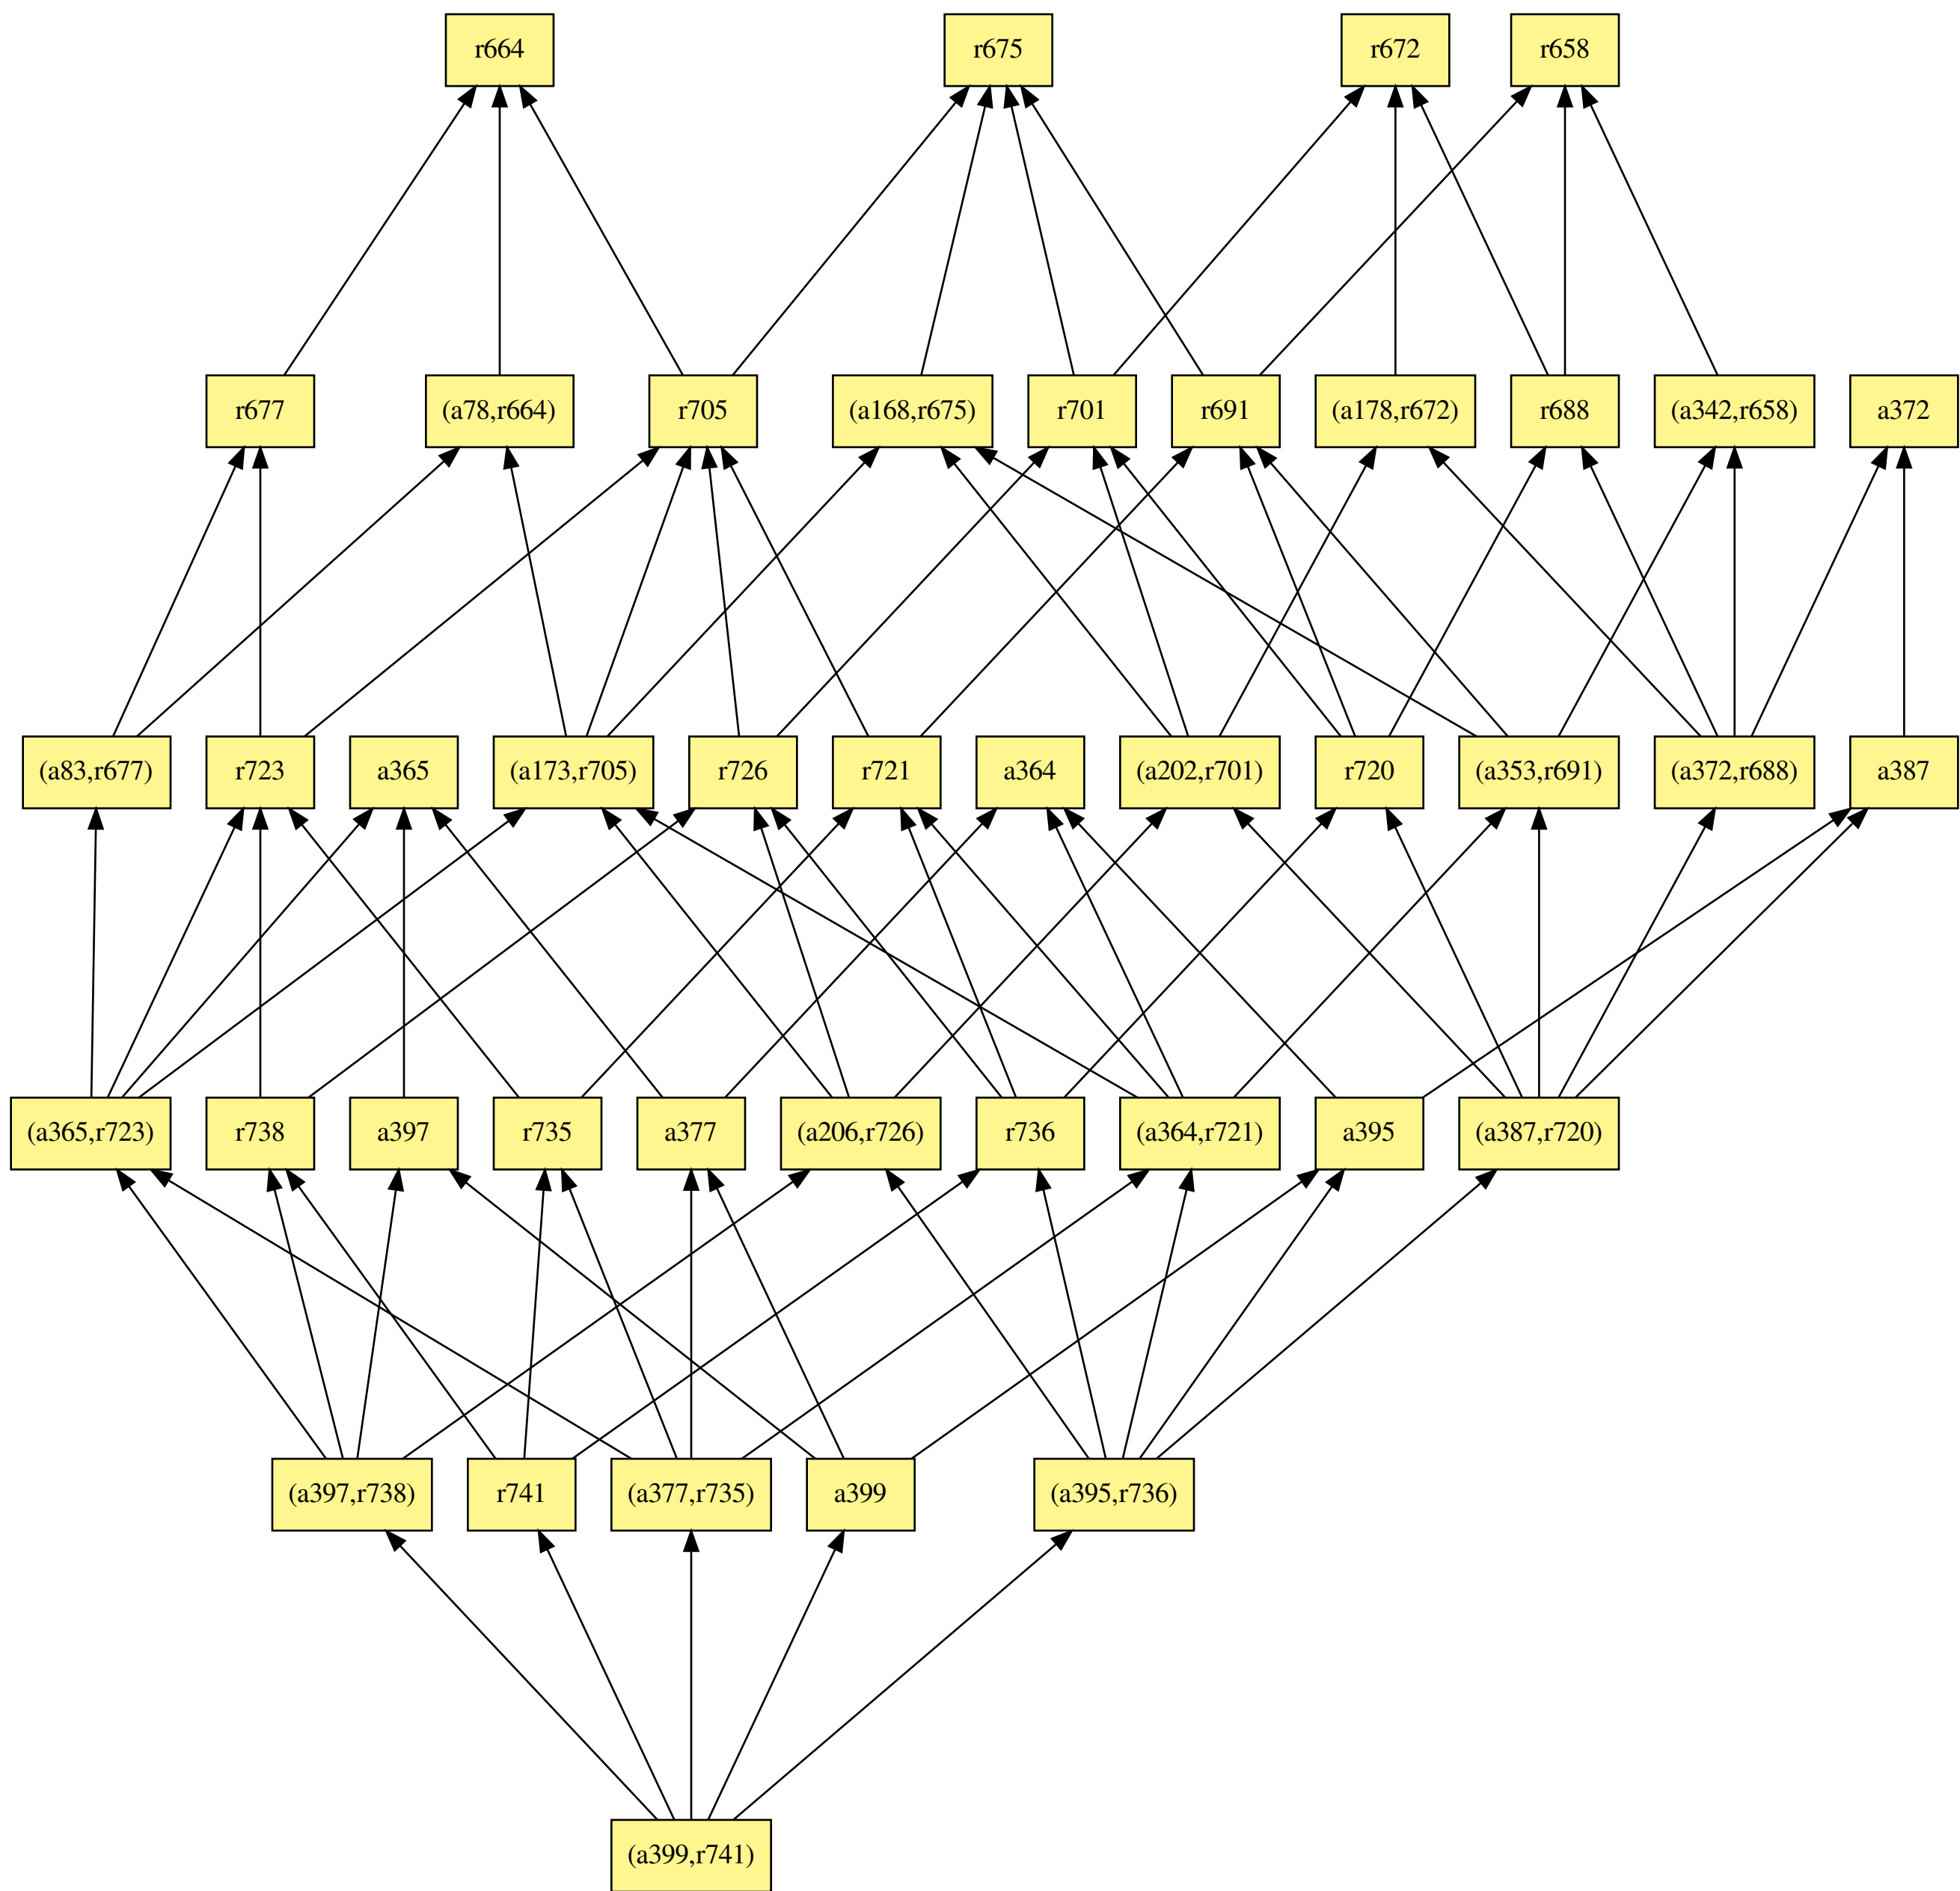 r664
r675
r672
r658
r677
(a78,r664)
r705
(a168,r675)
r701
r691
(a178,r672)
r688
(a342,r658)
a372
(a83,r677)
r723
a365
(a173,r705)
r726
r721
a364
(a202,r701)
r720
(a353,r691)
(a372,r688)
a387
(a365,r723)
r738
a397
r735
a377
(a206,r726)
r736
(a364,r721)
a395
(a387,r720)
(a397,r738)
r741
(a377,r735)
a399
(a395,r736)
(a399,r741)